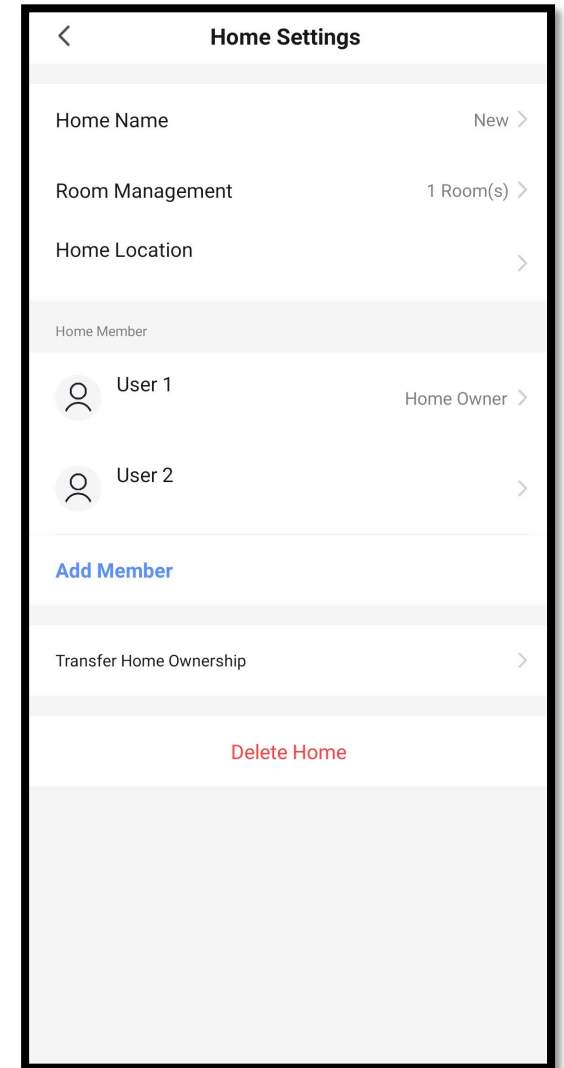 Home Settings
Home Name New
Room Management 1 Room(s)
Home Location
Home Member
User 1
Home Owner
User 2
Add Member
Transfer Home Ownership
Delete Home